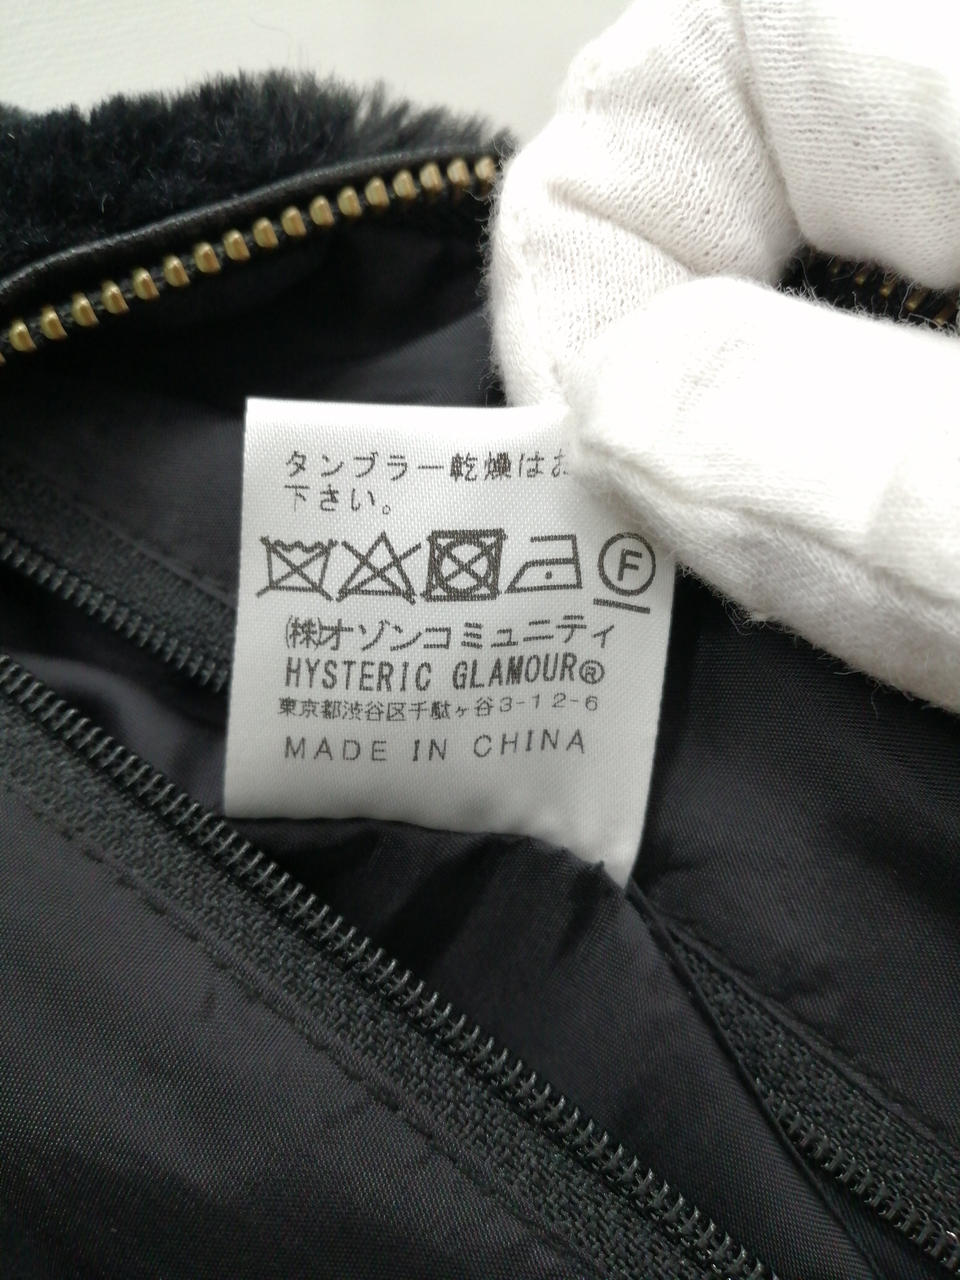 タンブラー乾燥はお
下さい。
F
(株)オゾンコミュニティ
HYSTERIC GLAMOUR®
東京都渋谷区千駄ヶ谷3-12-6
MADE IN CHINA